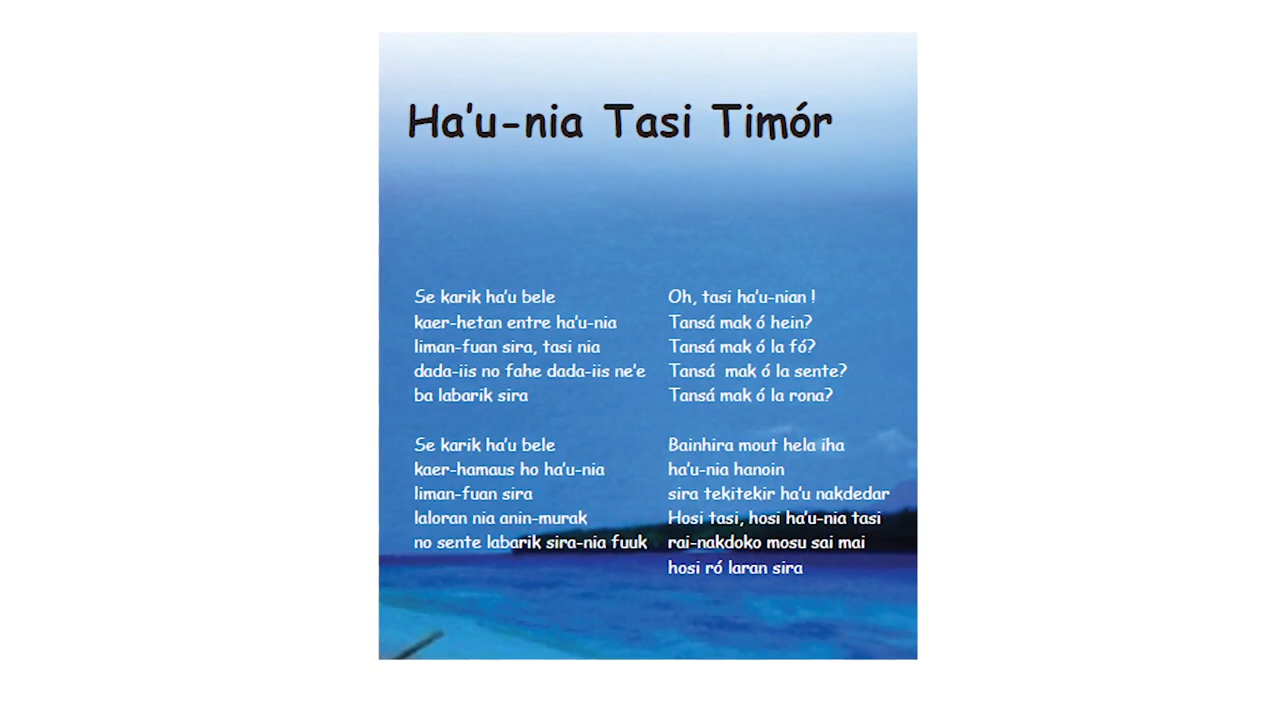 Ha'u-nia Tasi Timór
Se karik ha'u bele
kaer-hetan entre ha'u-nia
liman-fuan sira, tasi nia
dada-iis no fahe dada-iis ne'e
ba labarik sira
Se karik ha'u bele
kaer-hamaus ho ha'u-nia
liman-fuan sira
laloran nia anin-murak
no sente labarik sira-nia fuuk
Oh, tasi ha'u-nian !
Tansá mak ó hein?
Tansá mak ó la fó?
Tansá  mak ó la sente?
Tansá mak ó la rona?
Bainhira mout hela iha
ha'u-nia hanoin
sira tekitekir ha'u nakdedar
Hosi tasi, hosi ha'u-nia tasi
rai-nakdoko mosu sai mai
hosi ró laran sira